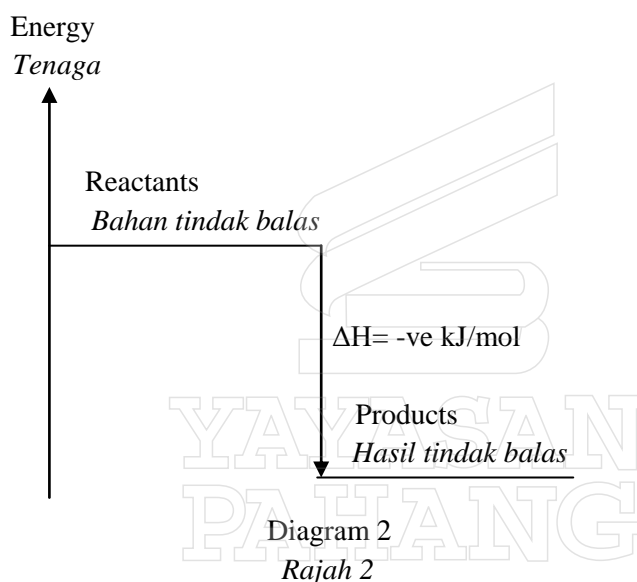 Energy
Tenaga
Reactants
Bahan tindak balas
ΔH= -ve kJ/mol
Products
Hasil tindak balas
YAYASAN
PAHANG
Diagram 2
Rajah 2